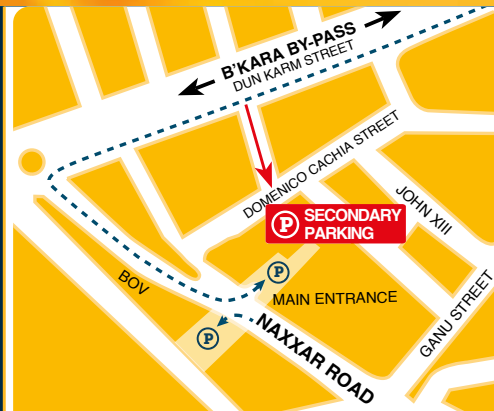 B'KARA BY-PASS
DUN KARM STREET
DOMENICO CACHIA STREET
P SECONDARY
PARKING
JOHN XIII
P
BOV
MAIN ENTRANCE
GANU STREET
P
NAXXAR ROAD